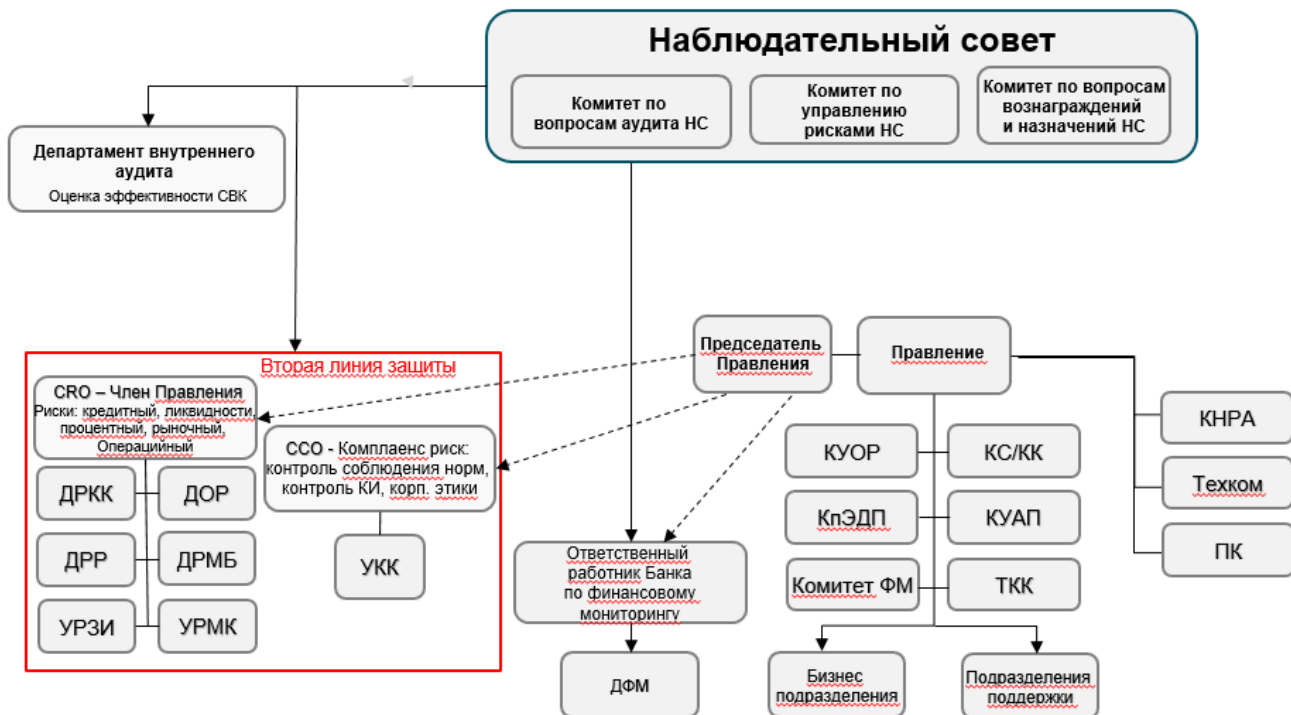 Наблюдательный совет
Комитет по
вопросам аудита НС
Комитет по
управлению
рисками НС
Комитет по вопросам
вознаграждений
и назначений НС
Департамент внутреннего
аудита
Оценка эффективности СВК
Вторая линия защиты
CRO – Член Правления
Риски: кредитный, ликвидности,
процентный, рыночный,
Операцийный
ДРКК
ДОР
ДРР
ДРМБ
УРЗИ
УРМК
ССО - Комплаенс риск:
контроль соблюдения норм,
контроль КИ, корп. этики
УКК
Председатель
Правления
Правление
Ответственный
работник Банка
по финансовому
мониторингу
ДФМ
КУОР
КС/КК
КпЭДП
КУАП
Комитет ФМ
ТКК
Бизнес
подразделения
Подразделения
поддержки
КНРА
Техком
ПК